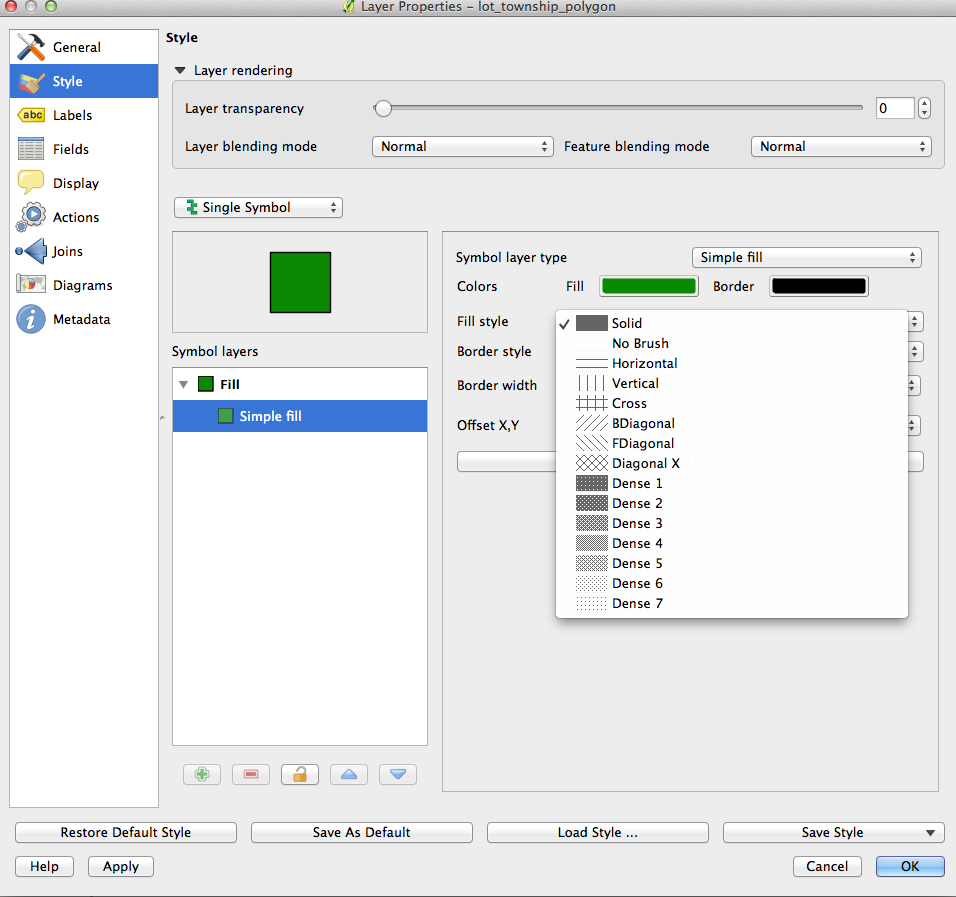 Layer Properties - lot_township_polygon
General
Style
Labels
abc
Fields
Display
Actions
Joins
Diagrams
Metadata
Style
Layer rendering
Layer transparency
0
Layer blending mode
Normal
Feature blending mode
Normal
Single Symbol
Symbol layers
Fill
Simple fill
Symbol layer type
Simple fill
Colors
Fill
Border
Fill style
Border style
Border width
Offset X,Y
Solid
No Brush
Horizontal
Vertical
Cross
BDiagonal
FDiagonal
Diagonal X
Dense 1
Dense 2
Dense 3
Dense 4
Dense 5
Dense 6
Dense 7
Restore Default Style
Save As Default
Load Style ...
Save Style
Help
Apply
Cancel
OK